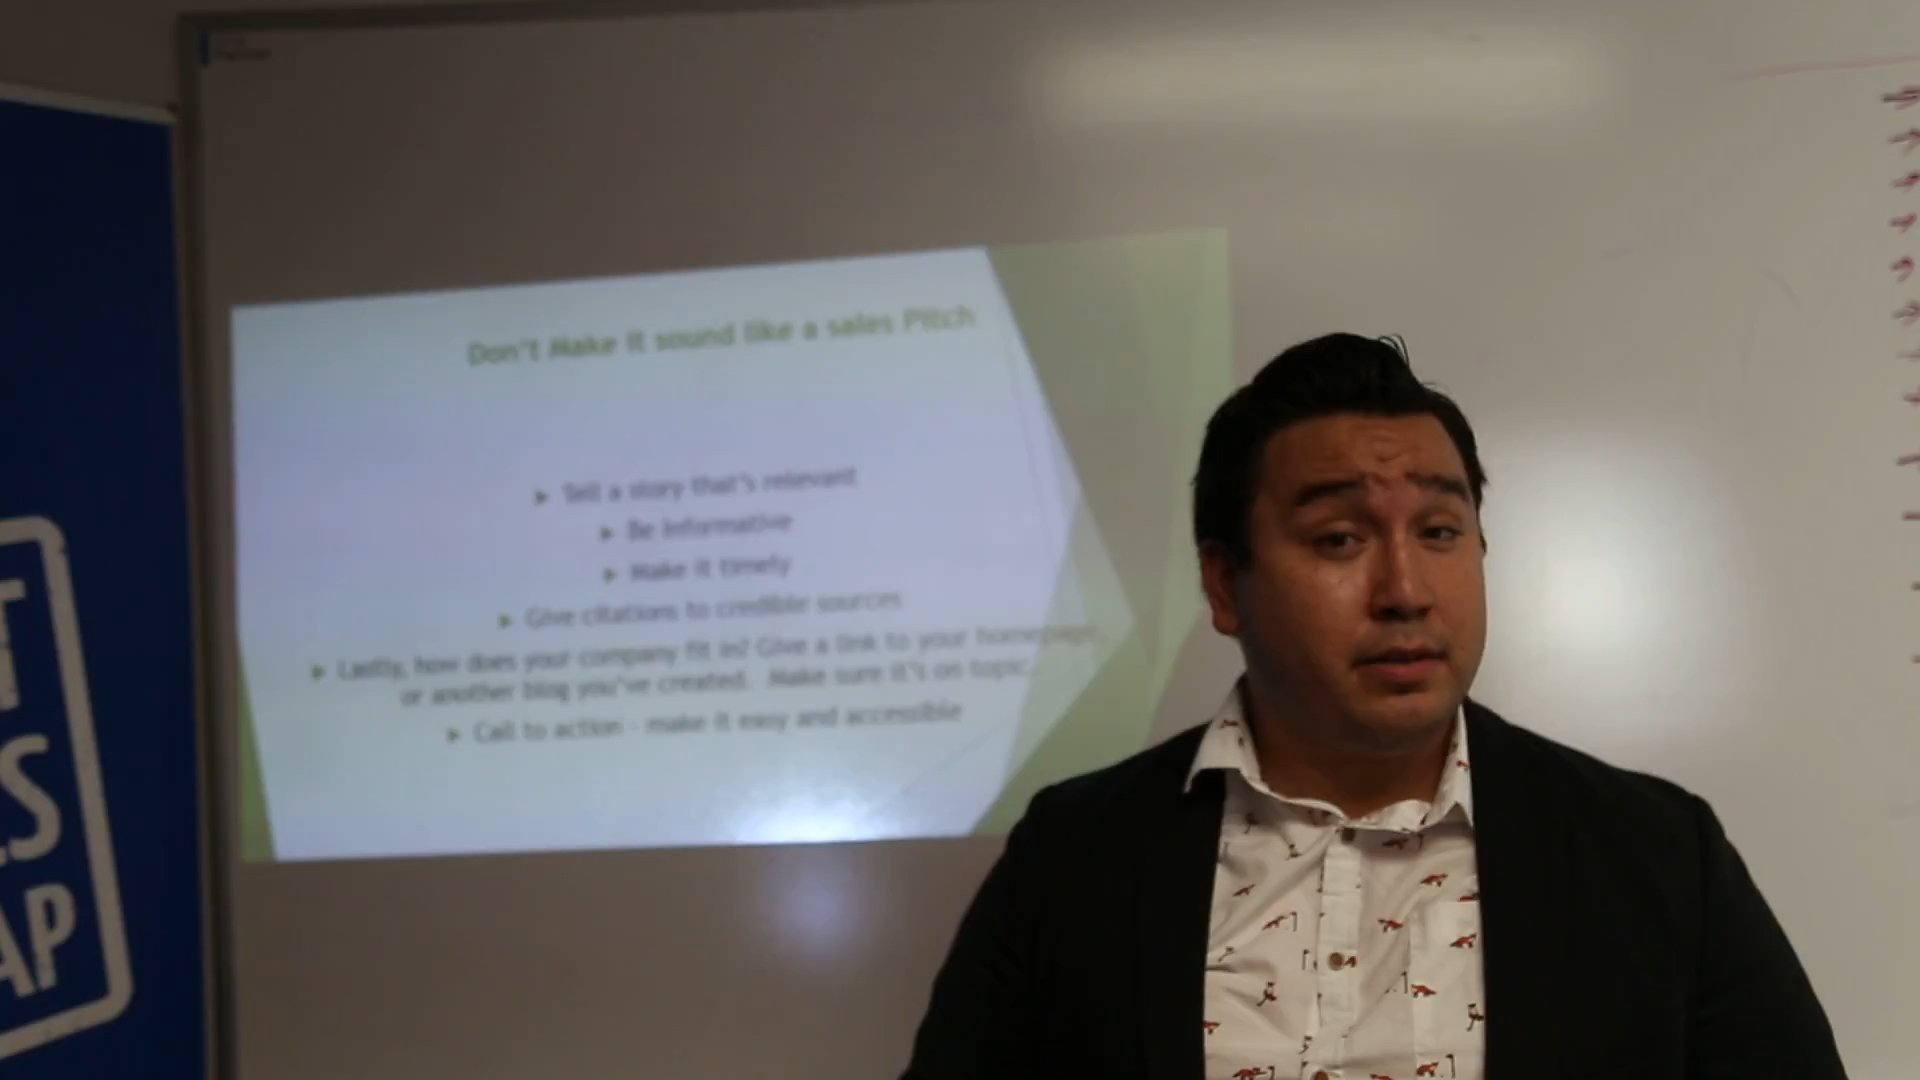 Don't Make it sound like a sales Pitch
Tell a story that's relevant
Be informative
Make it timely
Give citations to credible sources
Lastly, how does your company fit in? Give a link to your homepage,
or another blog you've created. Make sure it's on topic.
Call to action - make it easy and accessible
AP